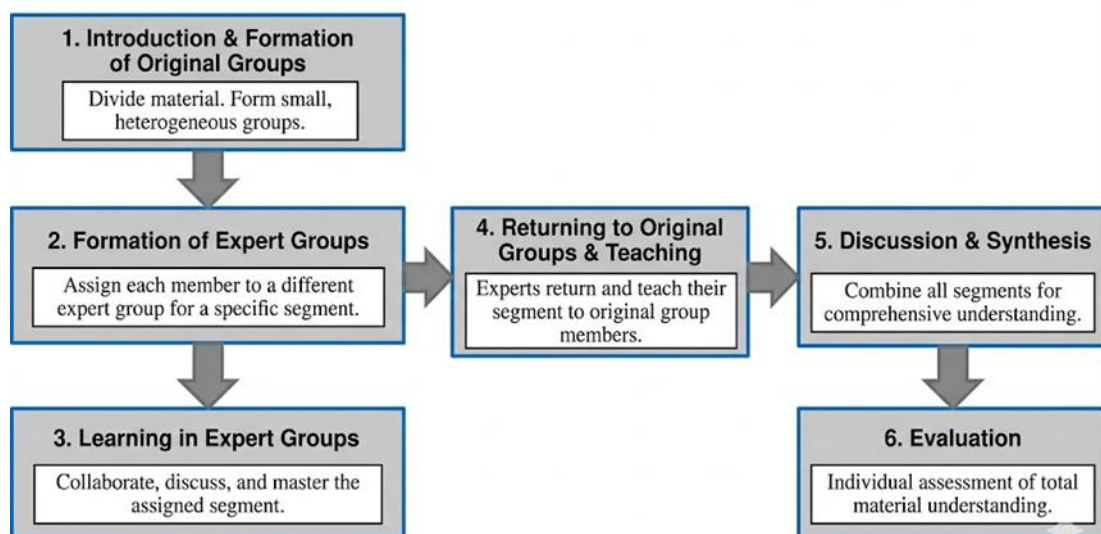 1. Introduction & Formation
of Original Groups
Divide material. Form small,
heterogeneous groups.
2. Formation of Expert Groups
Assign each member to a different
expert group for a specific segment.
3. Learning in Expert Groups
Collaborate, discuss, and master the
assigned segment.
4. Returning to Original
Groups & Teaching
Experts return and teach their
segment to original group
members.
5. Discussion & Synthesis
Combine all segments for
comprehensive understanding.
6. Evaluation
Individual assessment of total
material understanding.